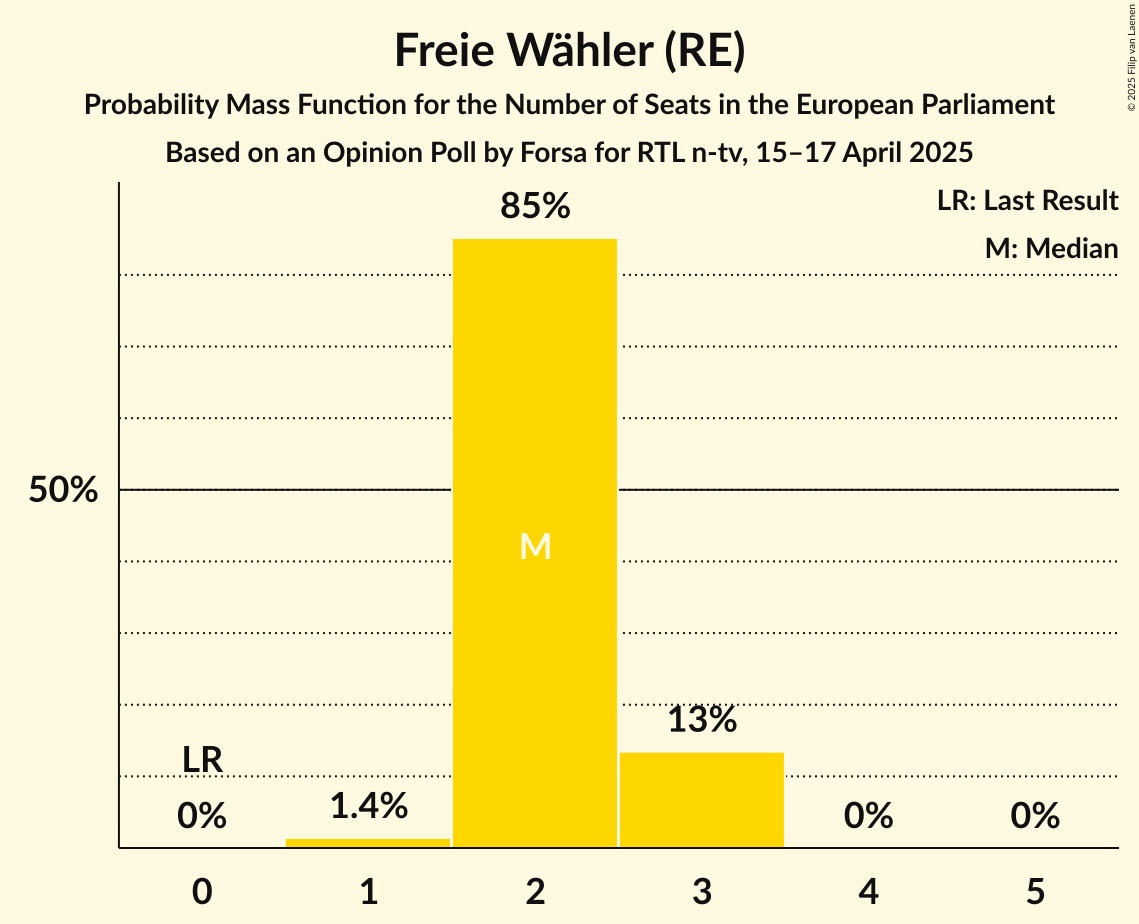 Freie Wähler (RE)
Probability Mass Function for the Number of Seats in the European Parliament
Based on an Opinion Poll by Forsa for RTL n-tv, 15–17 April 2025
© 2025 Filip van Laenen
LR: Last Result
M: Median
85%
50%
M
13%
LR
0%
1.4%
0%
0%
0 1 2 3 4 5